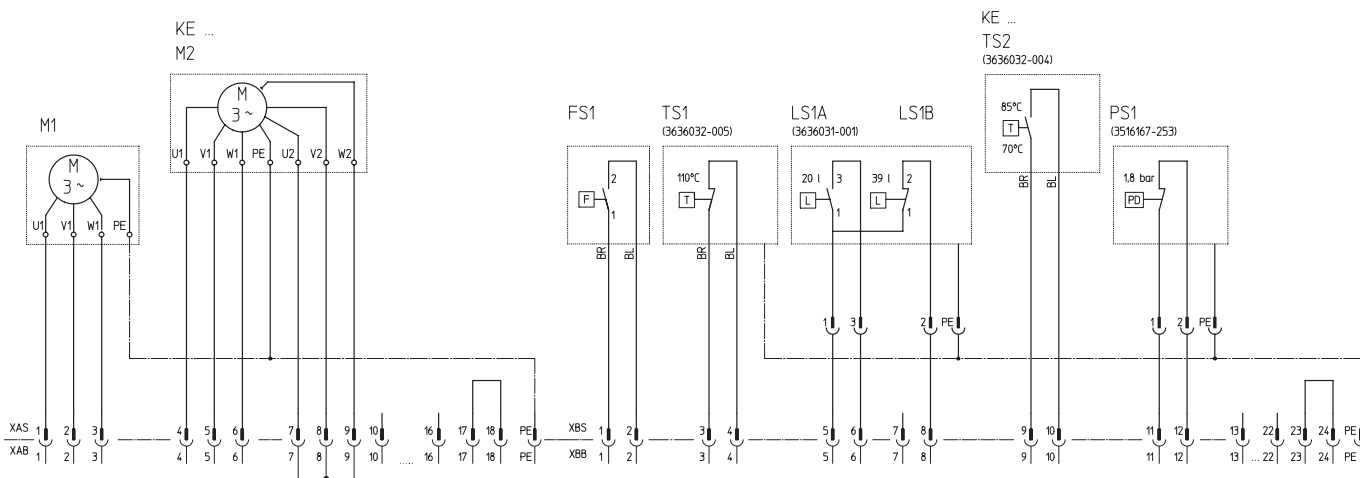 KE ...
M2
M
3 ~
U1 V1 W1 PE U2 V2 W2
M1
M
3 ~
U1 V1 W1 PE
FS1
F
2
1
BR BL
TS1
(3636032-005)
110°C
T
BR BL
LS1A LS1B
(3636031-001)
20 l 3 39 l 2
L L
1 1
1 3 2 PE
KE ...
TS2
(3636032-004)
85°C
T
70°C
BR BL
PS1
(3516167-253)
1,8 bar
PD
1 2 PE
XAS 1 2 3 4 5 6 7 8 9 10 16 17 18 PE
XAB 1 2 3 4 5 6 7 8 9 10 ..... 16 17 18 PE
XBS 1 2 3 4 5 6 7 8 9 10 11 12 13 22 23 24 PE
XBB 1 2 3 4 5 6 7 8 9 10 11 12 13 ... 22 23 24 PE